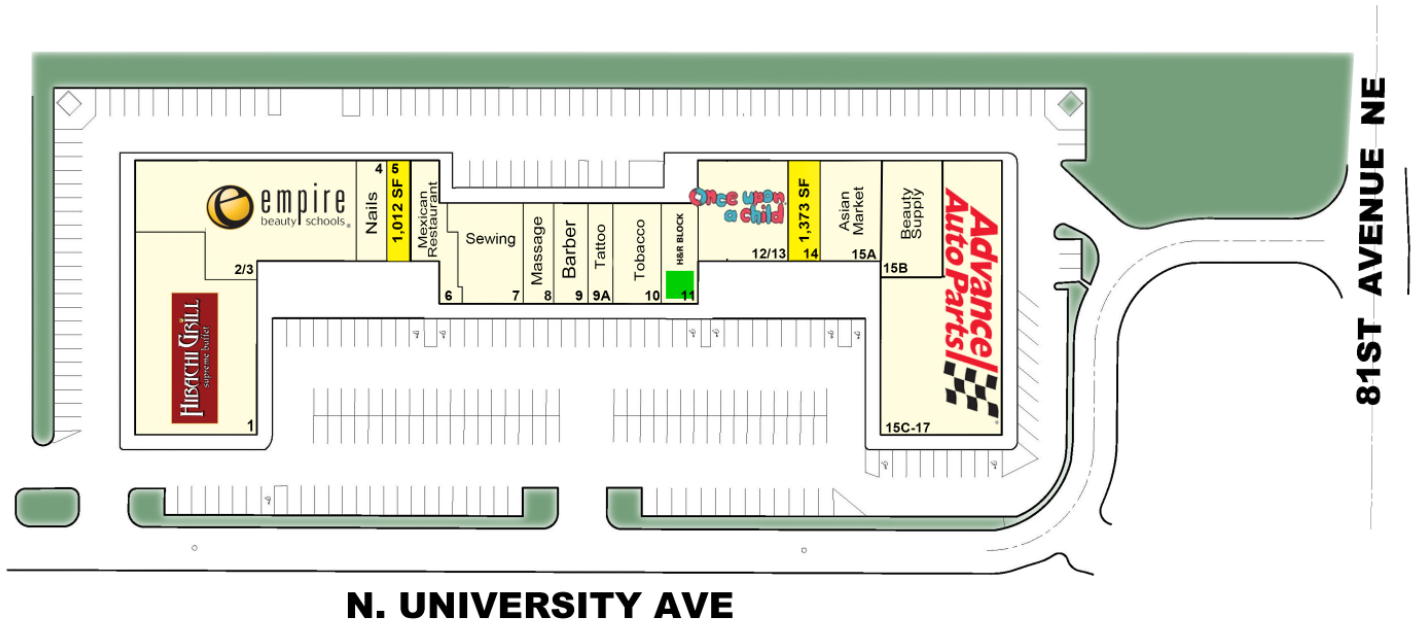 empire
beauty schools
2/3
HIBACHI GRILL
supreme buffet
1
4
Nails
5
1,012 SF
Mexican
Restaurant
6
Sewing
7
Massage
8
Barber
9
Tattoo
9A
Tobacco
10
H&R BLOCK
11
Once upon
a child
12/13
1,373 SF
14
Asian
Market
15A
Beauty
Supply
15B
Advance
Auto Parts
15C-17
81ST AVENUE NE
N. UNIVERSITY AVE